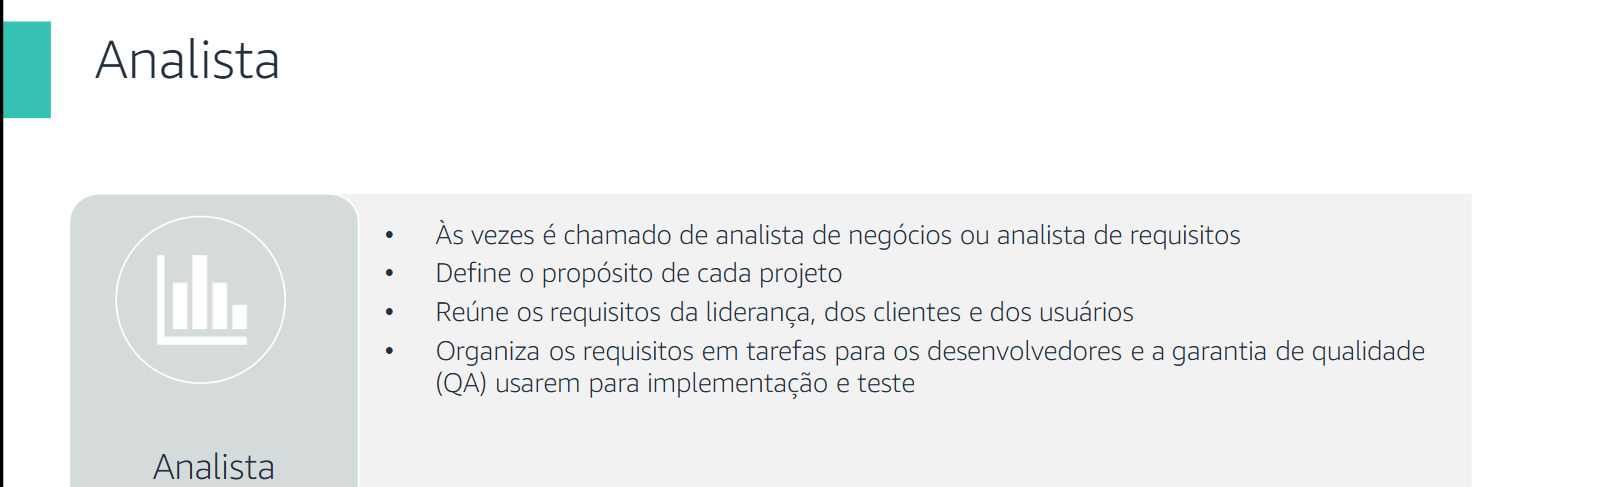 Analista
• Às vezes é chamado de analista de negócios ou analista de requisitos
• Define o propósito de cada projeto
• Reúne os requisitos da liderança, dos clientes e dos usuários
• Organiza os requisitos em tarefas para os desenvolvedores e a garantia de qualidade
(QA) usarem para implementação e teste
Analista